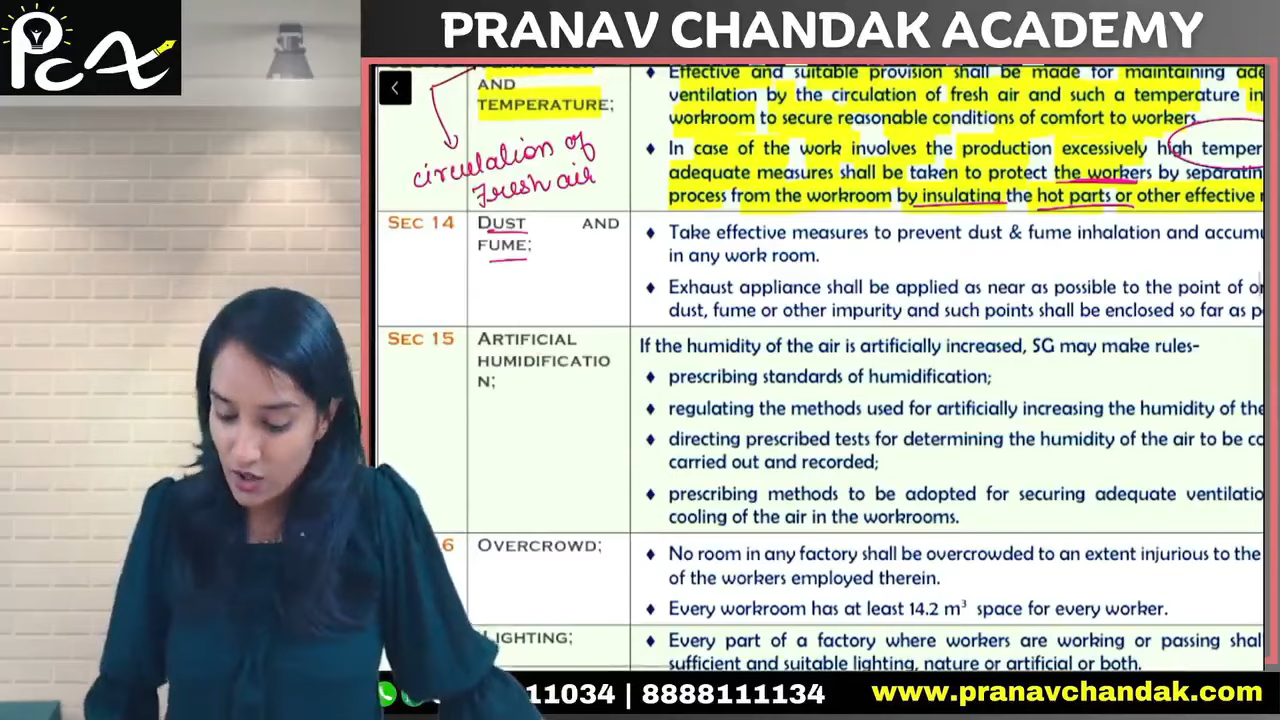 PCA
PRANAV CHANDAK ACADEMY
AND
TEMPERATURE;
circulation of
Fresh air
Effective and suitable provision shall be made for maintaining ade
ventilation by the circulation of fresh air and such a temperature in
workroom to secure reasonable conditions of comfort to workers.
In case of the work involves the production excessively high temper
adequate measures shall be taken to protect the workers by separatin
process from the workroom by insulating the hot parts or other effective
SEC 14
DUST AND
FUME;
Take effective measures to prevent dust & fume inhalation and accumu
in any work room.
Exhaust appliance shall be applied as near as possible to the point of or
dust, fume or other impurity and such points shall be enclosed so far as p
SEC 15
ARTIFICIAL
HUMIDIFICATIO
N;
If the humidity of the air is artificially increased, SG may make rules-
prescribing standards of humidification;
regulating the methods used for artificially increasing the humidity of the
directing prescribed tests for determining the humidity of the air to be co
carried out and recorded;
prescribing methods to be adopted for securing adequate ventilatio
cooling of the air in the workrooms.
6
OVERCROWD;
No room in any factory shall be overcrowded to an extent injurious to the
of the workers employed therein.
Every workroom has at least 14.2 m³ space for every worker.
LIGHTING;
Every part of a factory where workers are working or passing shal
sufficient and suitable lighting, nature or artificial or both.
11034 | 8888111134
www.pranavchandak.com